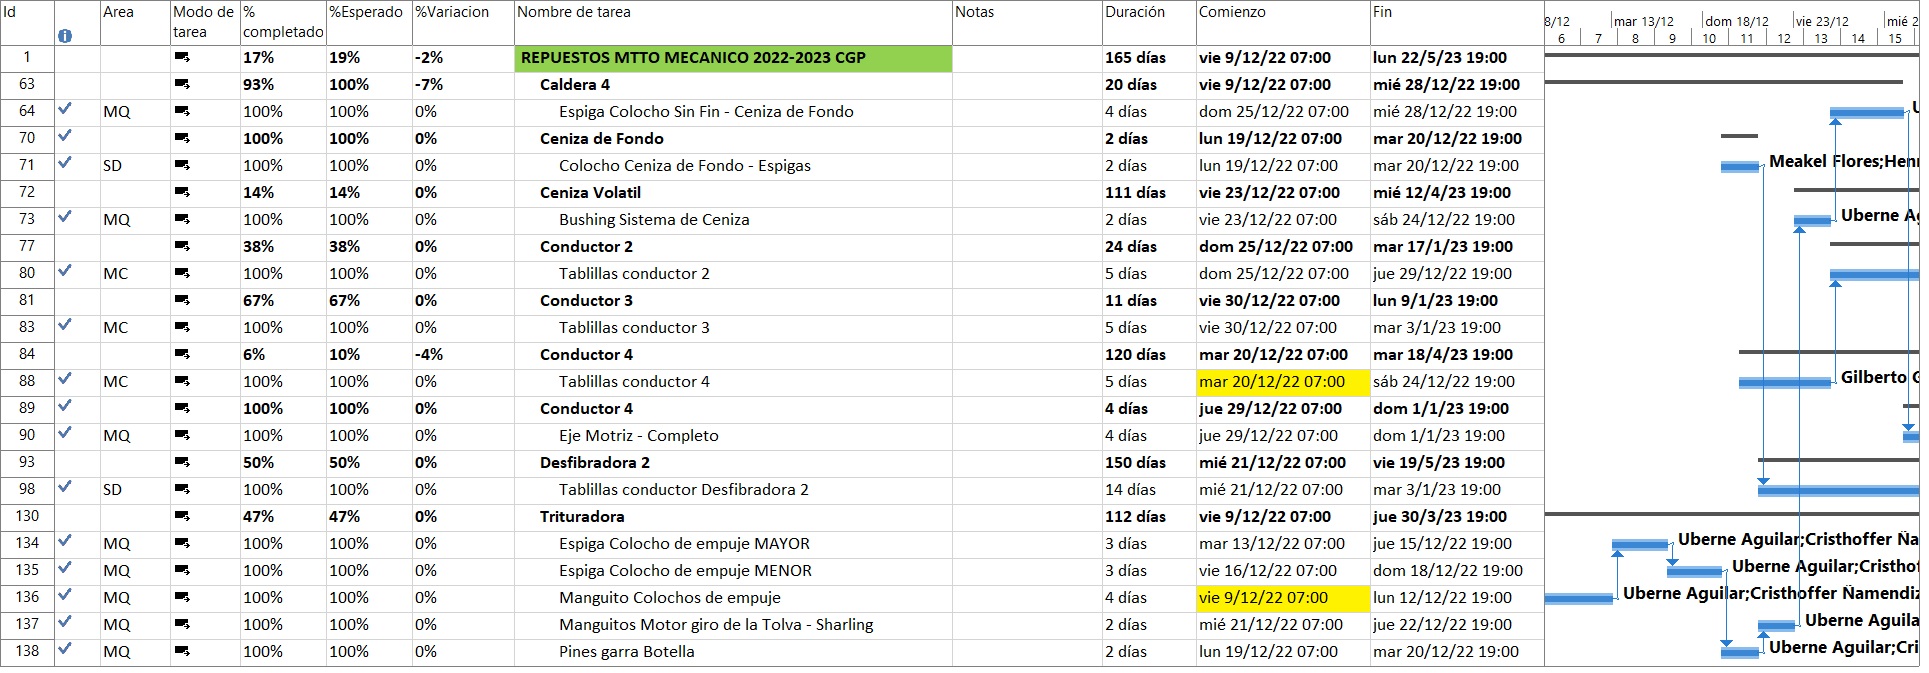 Id Area Modo de tarea % completado %Esperado %Variacion Nombre de tarea Notas Duración Comienzo Fin
8/12 mar 13/12 dom 18/12 vie 23/12 mié 2
6 7 8 9 10 11 12 13 14 15
1 17% 19% -2% REPUESTOS MTTO MECANICO 2022-2023 CGP 165 días vie 9/12/22 07:00 lun 22/5/23 19:00
63 93% 100% -7% Caldera 4 20 días vie 9/12/22 07:00 mié 28/12/22 19:00
64 MQ 100% 100% 0% Espiga Colocho Sin Fin - Ceniza de Fondo 4 días dom 25/12/22 07:00 mié 28/12/22 19:00 U
70 100% 100% 0% Ceniza de Fondo 2 días lun 19/12/22 07:00 mar 20/12/22 19:00
71 SD 100% 100% 0% Colocho Ceniza de Fondo - Espigas 2 días lun 19/12/22 07:00 mar 20/12/22 19:00 Meakel Flores;Henr
72 14% 14% 0% Ceniza Volatil 111 días vie 23/12/22 07:00 mié 12/4/23 19:00
73 MQ 100% 100% 0% Bushing Sistema de Ceniza 2 días vie 23/12/22 07:00 sáb 24/12/22 19:00 Uberne Ag
77 38% 38% 0% Conductor 2 24 días dom 25/12/22 07:00 mar 17/1/23 19:00
80 MC 100% 100% 0% Tablillas conductor 2 5 días dom 25/12/22 07:00 jue 29/12/22 19:00
81 67% 67% 0% Conductor 3 11 días vie 30/12/22 07:00 lun 9/1/23 19:00
83 MC 100% 100% 0% Tablillas conductor 3 5 días vie 30/12/22 07:00 mar 3/1/23 19:00
84 6% 10% -4% Conductor 4 120 días mar 20/12/22 07:00 mar 18/4/23 19:00
88 MC 100% 100% 0% Tablillas conductor 4 5 días mar 20/12/22 07:00 sáb 24/12/22 19:00 Gilberto G
89 100% 100% 0% Conductor 4 4 días jue 29/12/22 07:00 dom 1/1/23 19:00
90 MQ 100% 100% 0% Eje Motriz - Completo 4 días jue 29/12/22 07:00 dom 1/1/23 19:00
93 50% 50% 0% Desfibradora 2 150 días mié 21/12/22 07:00 vie 19/5/23 19:00
98 SD 100% 100% 0% Tablillas conductor Desfibradora 2 14 días mié 21/12/22 07:00 mar 3/1/23 19:00
130 47% 47% 0% Trituradora 112 días vie 9/12/22 07:00 jue 30/3/23 19:00
134 MQ 100% 100% 0% Espiga Colocho de empuje MAYOR 3 días mar 13/12/22 07:00 jue 15/12/22 19:00 Uberne Aguilar;Cristhoffer Ña
135 MQ 100% 100% 0% Espiga Colocho de empuje MENOR 3 días vie 16/12/22 07:00 dom 18/12/22 19:00 Uberne Aguilar;Cristho
136 MQ 100% 100% 0% Manguito Colochos de empuje 4 días vie 9/12/22 07:00 lun 12/12/22 19:00 Uberne Aguilar;Cristhoffer Ñamendiz
137 MQ 100% 100% 0% Manguitos Motor giro de la Tolva - Sharling 2 días mié 21/12/22 07:00 jue 22/12/22 19:00 Uberne Aguila
138 MQ 100% 100% 0% Pines garra Botella 2 días lun 19/12/22 07:00 mar 20/12/22 19:00 Uberne Aguilar;Cri